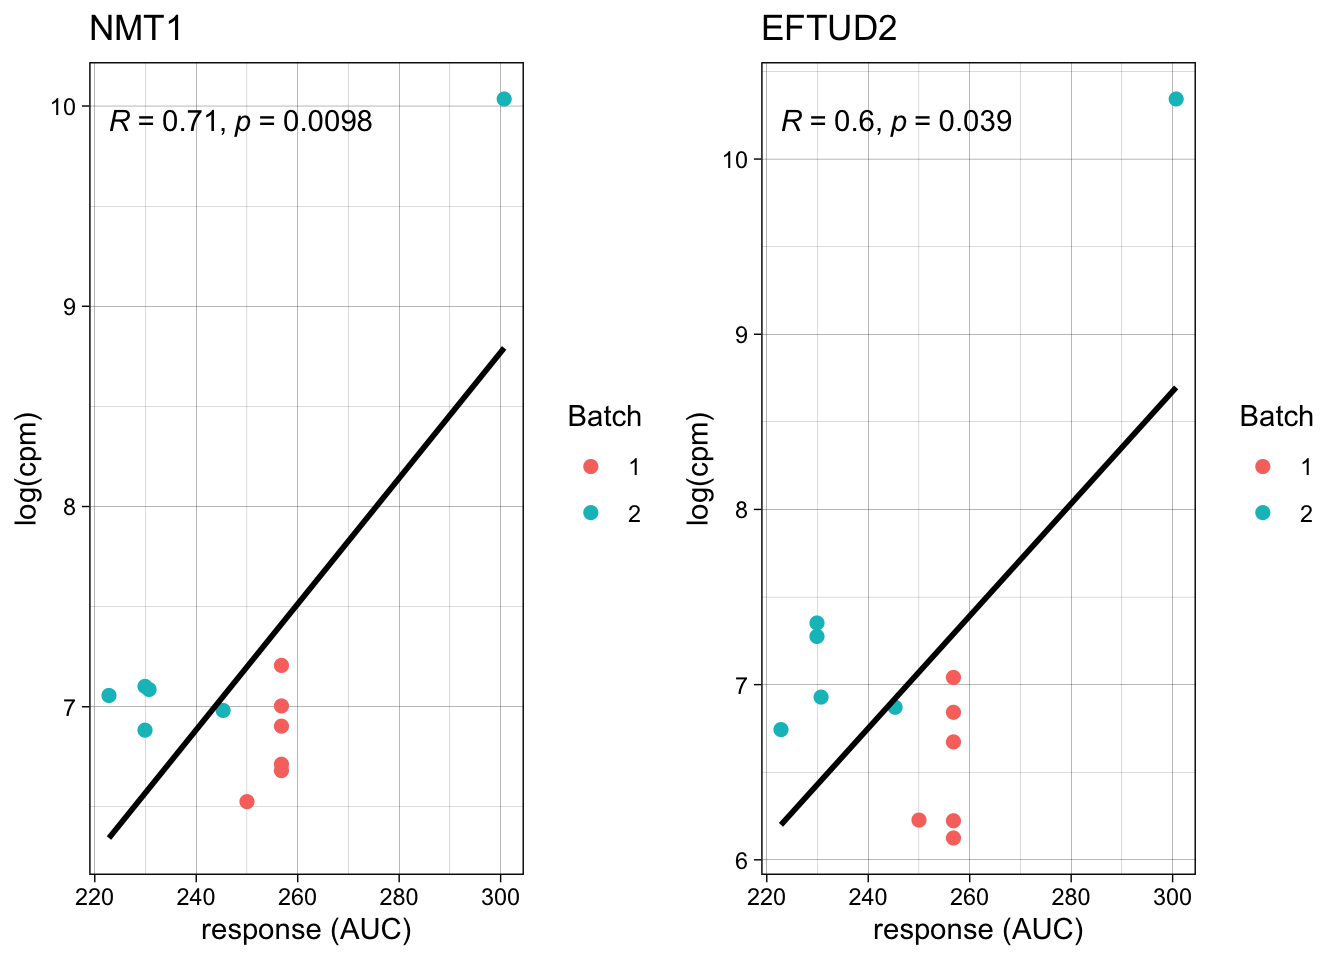 NMT1
R = 0.71, p = 0.0098
10
9
8
7
log(cpm)
220 240 260 280 300
response (AUC)
Batch
1
2
EFTUD2
R = 0.6, p = 0.039
10
9
8
7
6
log(cpm)
220 240 260 280 300
response (AUC)
Batch
1
2